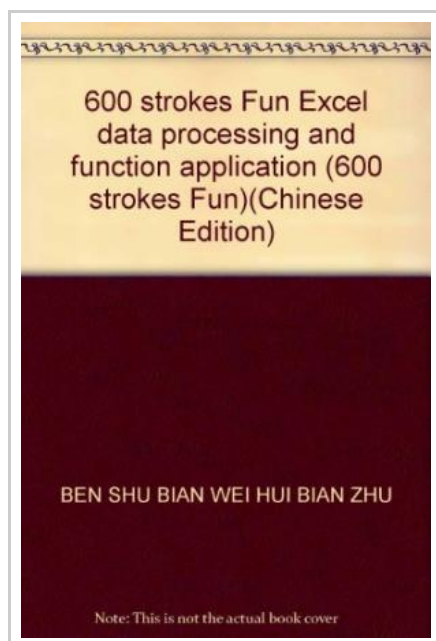 600 strokes Fun Excel
data processing and
function application (600
strokes Fun)(Chinese
Edition)
BEN SHU BIAN WEI HUI BIAN ZHU
Note: This is not the actual book cover